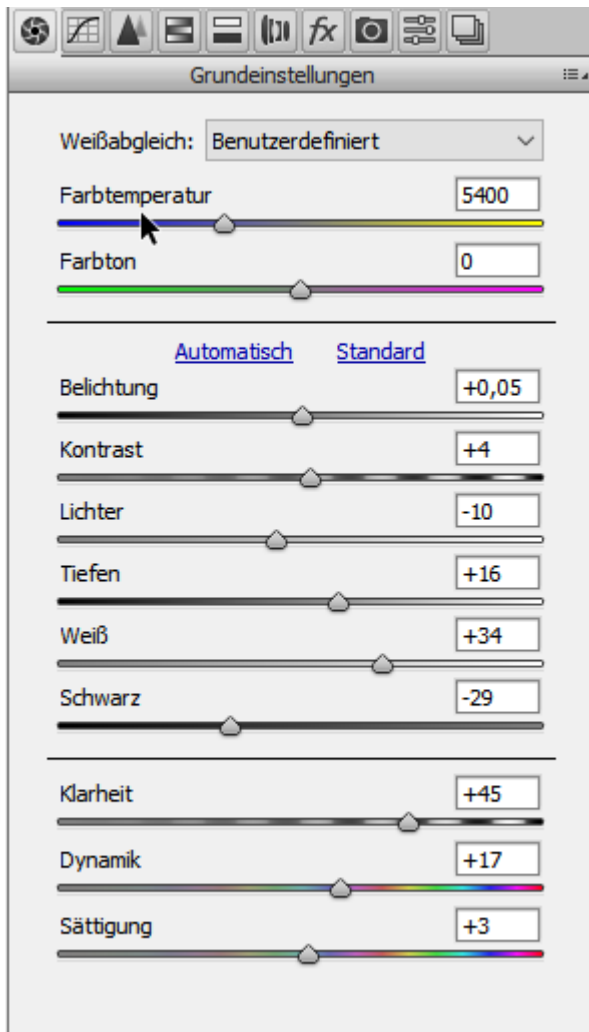 fx
Grundeinstellungen
Weißabgleich: Benutzerdefiniert
Farbtemperatur 5400
Farbton 0
Automatisch Standard
Belichtung +0,05
Kontrast +4
Lichter -10
Tiefen +16
Weiß +34
Schwarz -29
Klarheit +45
Dynamik +17
Sättigung +3